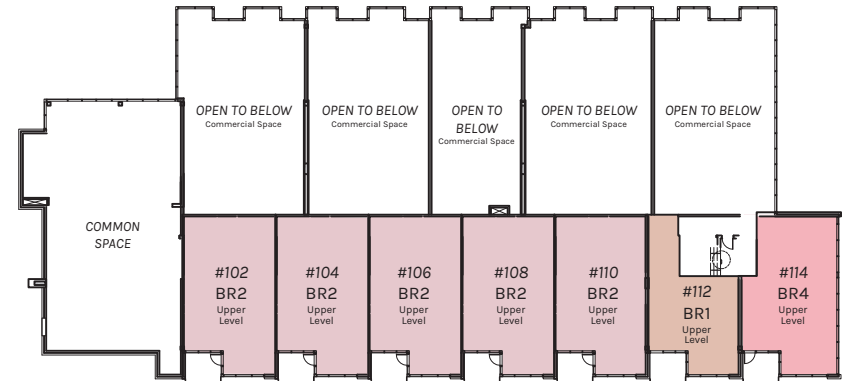 OPEN TO BELOW
Commercial Space
OPEN TO BELOW
Commercial Space
OPEN TO
BELOW
Commercial Space
OPEN TO BELOW
Commercial Space
OPEN TO BELOW
Commercial Space
COMMON
SPACE
#102
BR2
Upper
Level
#104
BR2
Upper
Level
#106
BR2
Upper
Level
#108
BR2
Upper
Level
#110
BR2
Upper
Level
#112
BR1
Upper
Level
#114
BR4
Upper
Level